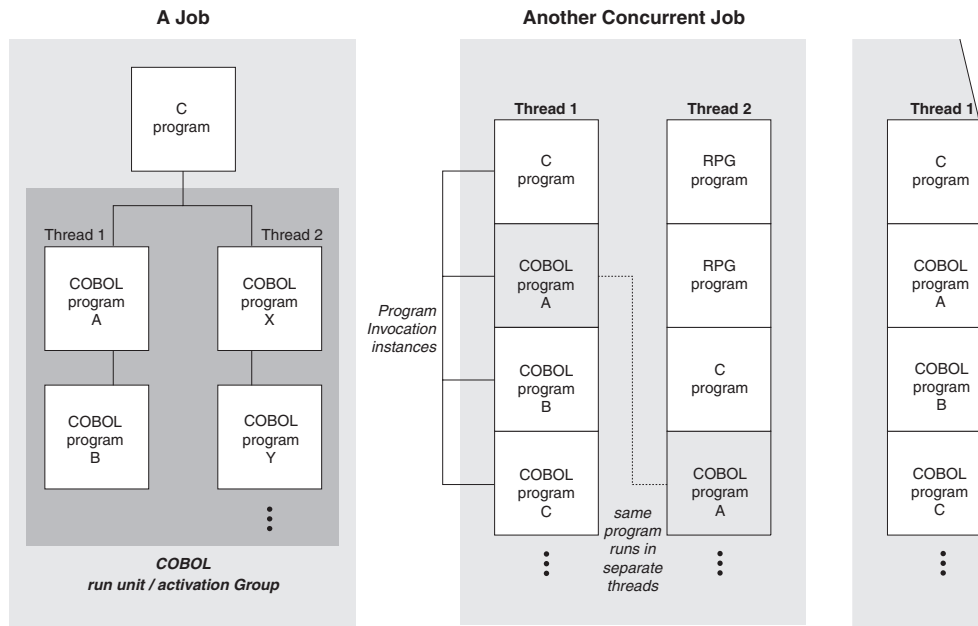 A Job
C
program
Thread 1
Thread 2
COBOL
program
A
COBOL
program
X
COBOL
program
B
COBOL
program
Y
COBOL
run unit / activation Group
Another Concurrent Job
Thread 1
Thread 2
C
program
RPG
program
COBOL
program
A
RPG
program
Program
Invocation
instances
COBOL
program
B
C
program
COBOL
program
C
COBOL
program
A
same
program
runs in
separate
threads
Thread 1
C
program
COBOL
program
A
COBOL
program
B
COBOL
program
C